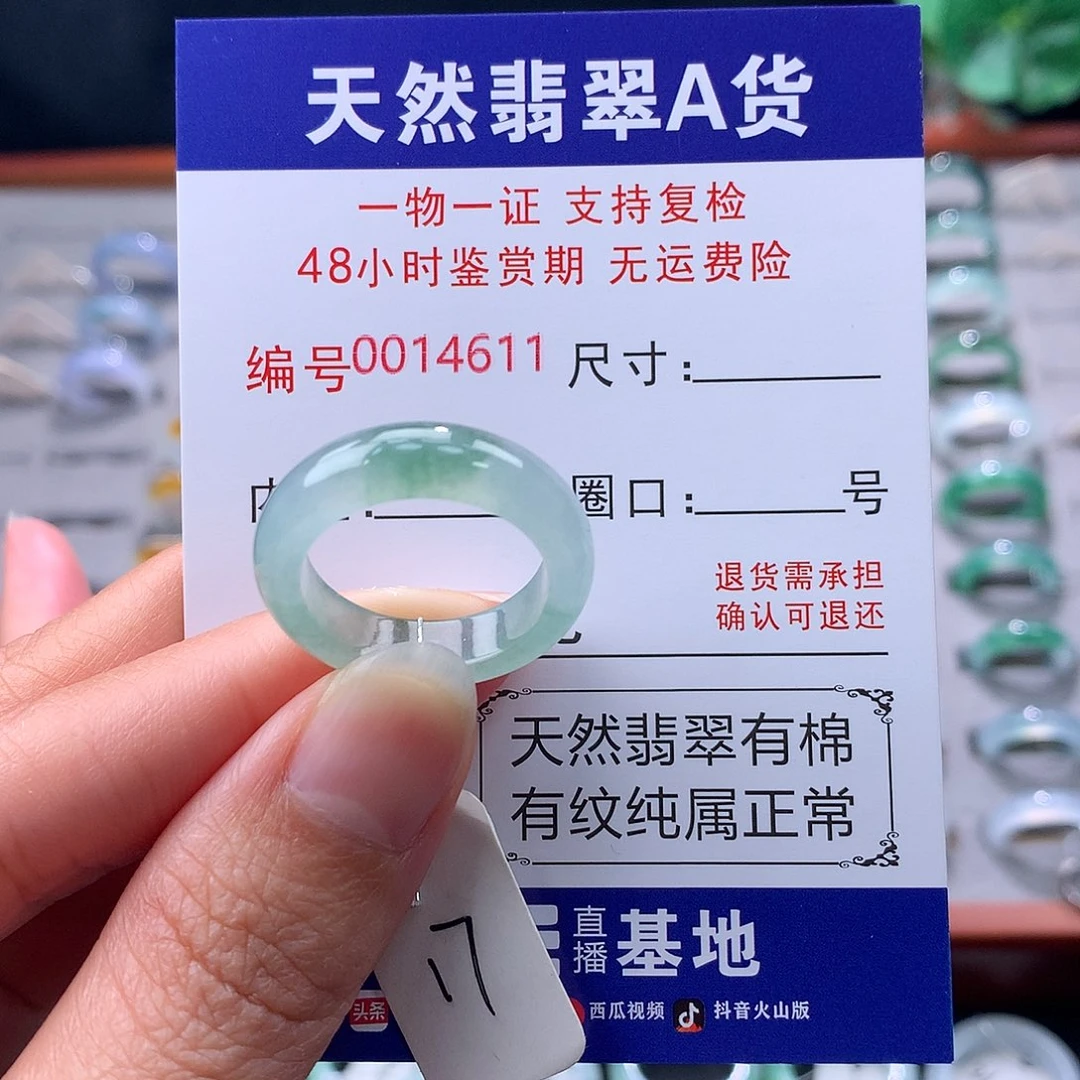 天然翡翠A货
一物一证 支持复检
48小时鉴赏期 无运费险
编号0014611 尺寸:
圈口: 号
退货需承担
确认可退还
天然翡翠有棉
有纹纯属正常
直播基地
头条 西瓜视频 抖音火山版
17